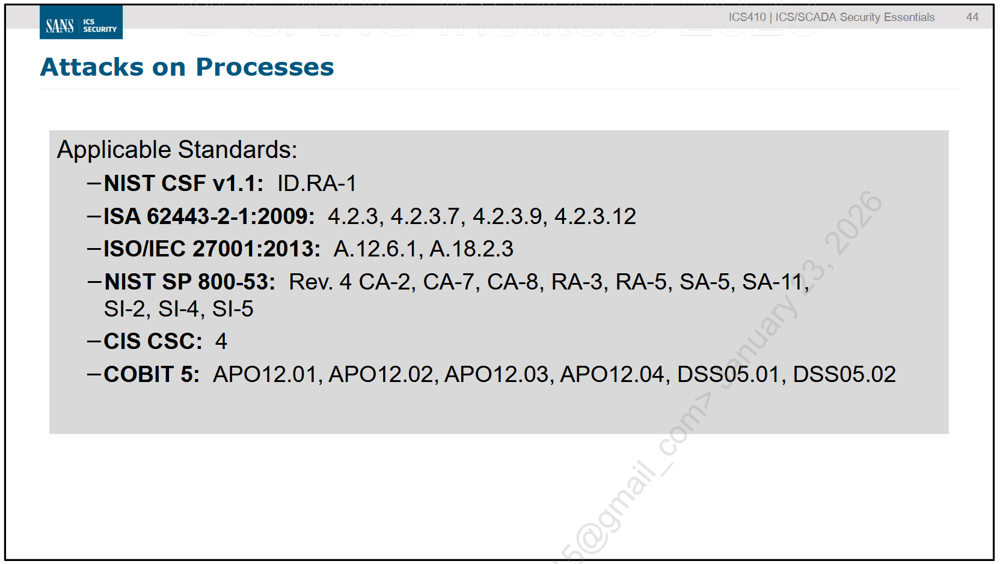 © SANS Institute 2026
ICS410 | ICS/SCADA Security Essentials 44
SANS ICS SECURITY
Attacks on Processes
Applicable Standards:
–NIST CSF v1.1: ID.RA-1
–ISA 62443-2-1:2009: 4.2.3, 4.2.3.7, 4.2.3.9, 4.2.3.12
–ISO/IEC 27001:2013: A.12.6.1, A.18.2.3
–NIST SP 800-53: Rev. 4 CA-2, CA-7, CA-8, RA-3, RA-5, SA-5, SA-11,
SI-2, SI-4, SI-5
–CIS CSC: 4
–COBIT 5: APO12.01, APO12.02, APO12.03, APO12.04, DSS05.01, DSS05.02
5@gmail_com> January 23, 2026